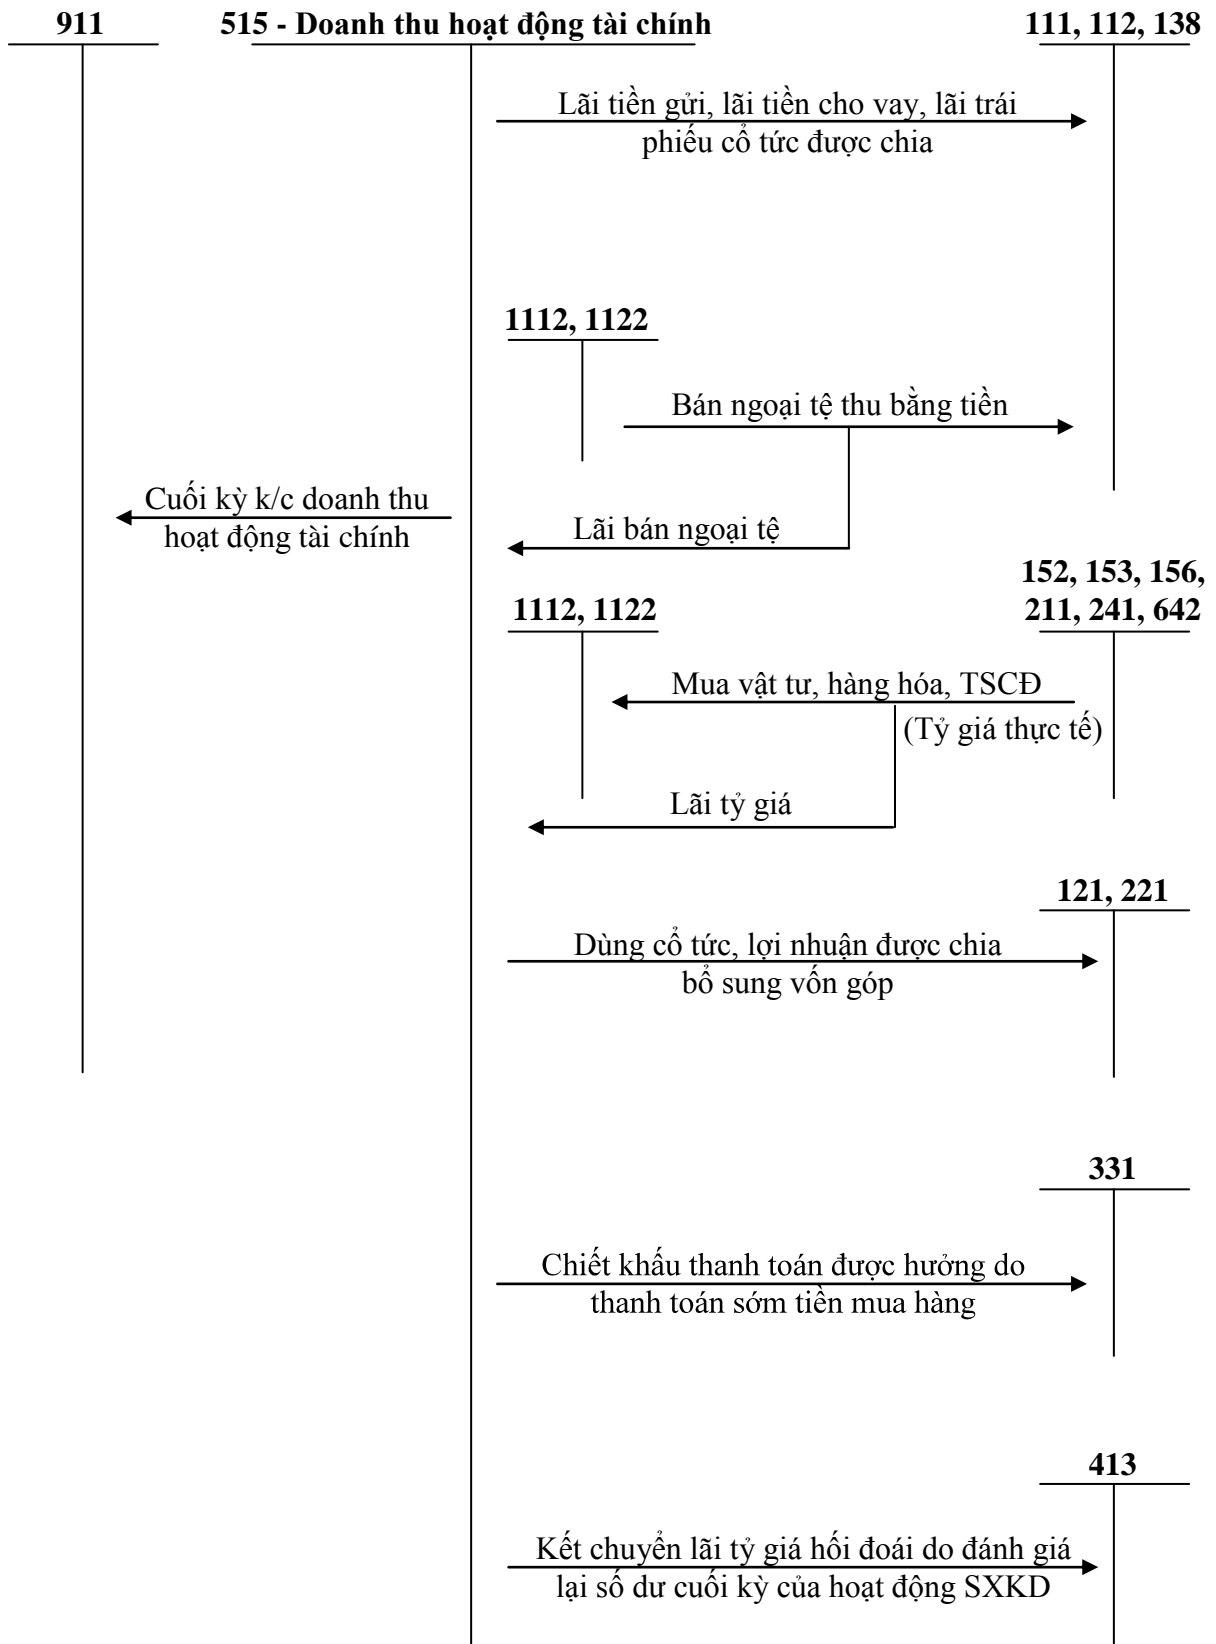 911
515 - Doanh thu hoạt động tài chính
111, 112, 138
Lãi tiền gửi, lãi tiền cho vay, lãi trái
phiếu cổ tức được chia
1112, 1122
Bán ngoại tệ thu bằng tiền
Cuối kỳ k/c doanh thu
hoạt động tài chính
Lãi bán ngoại tệ
152, 153, 156,
211, 241, 642
1112, 1122
Mua vật tư, hàng hóa, TSCĐ
(Tỷ giá thực tế)
Lãi tỷ giá
121, 221
Dùng cổ tức, lợi nhuận được chia
bổ sung vốn góp
331
Chiết khấu thanh toán được hưởng do
thanh toán sớm tiền mua hàng
413
Kết chuyển lãi tỷ giá hối đoái do đánh giá
lại số dư cuối kỳ của hoạt động SXKD